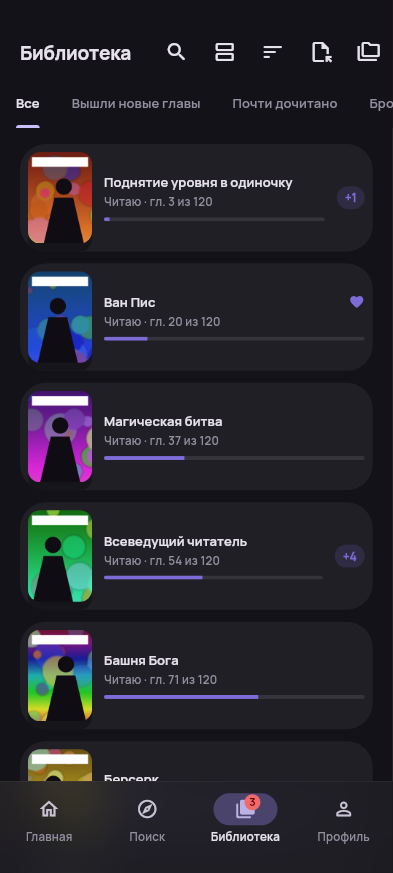 Библиотека
Все Вышли новые главы Почти дочитано Бро
Поднятие уровня в одиночку
Читаю · гл. 3 из 120
+1
Ван Пис
Читаю · гл. 20 из 120
Магическая битва
Читаю · гл. 37 из 120
Всеведущий читатель
Читаю · гл. 54 из 120
+4
Башня Бога
Читаю · гл. 71 из 120
Берсерк
3
Главная Поиск Библиотека Профиль